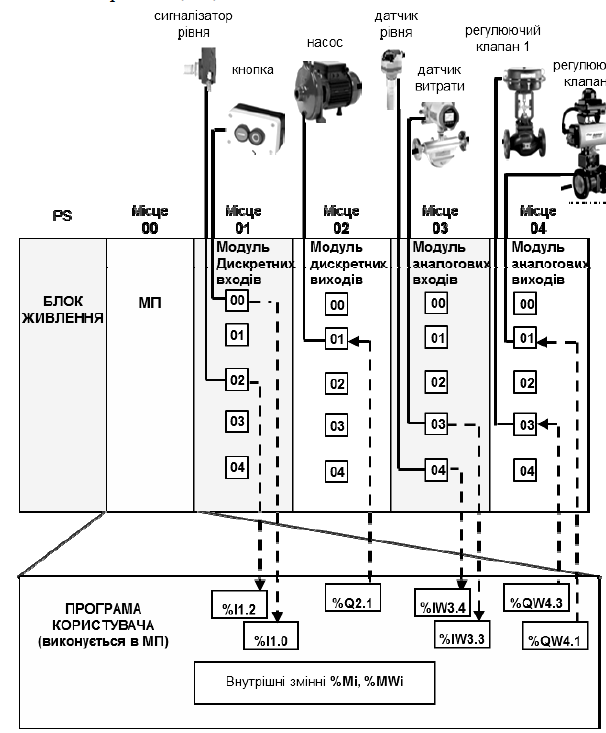 сигналізатор
рівня
кнопка
насос
датчик
рівня
датчик
витрати
регулюючий
клапан 1
клапан
PS
Місце
00
Місце
01
Місце
02
Місце
03
Місце
04
БЛОК
ЖИВЛЕННЯ
МП
Модуль
Дискретних
входів
Модуль
дискретних
виходів
Модуль
аналогових
входів
Модуль
аналогових
виходів
00
00
00
00
01
01
01
01
02
02
02
02
03
03
03
03
04
04
04
04
ПРОГРАМА
КОРИСТУВАЧА
(виконується в МП)
%I1.2
%I1.0
%Q2.1
%IW3.4
%IW3.3
%QW4.3
%QW4.1
Внутрішні змінні %Mi, %MWi